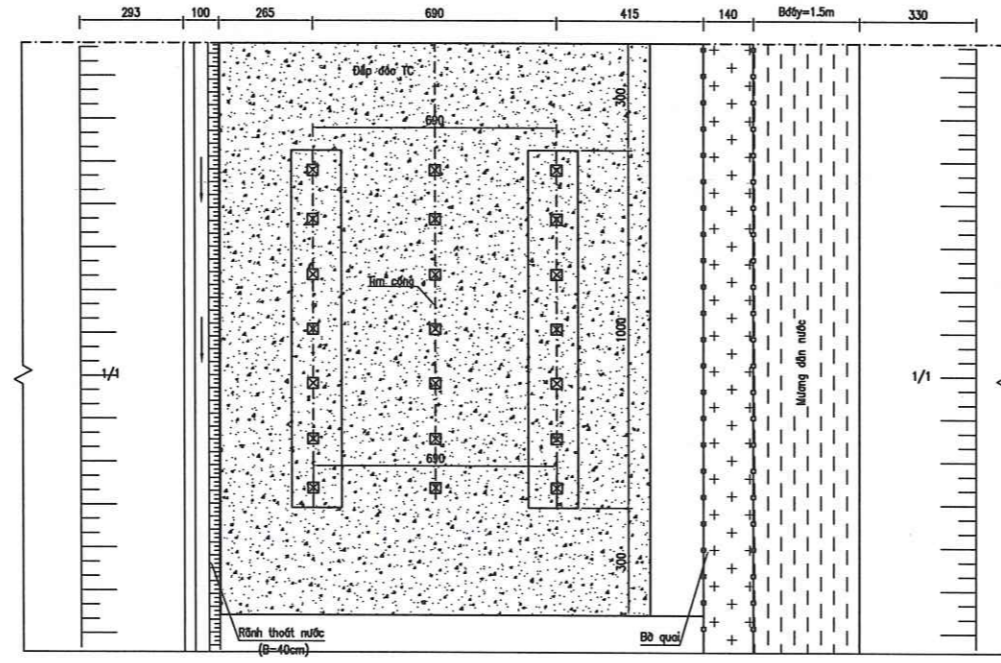 293 100 265 690 415 140 Bđáy=1.5m 330
Đắp đảo TC
300
690
Tim cống
1000
Mương dẫn nước
1/1
1/1
690
300
Rãnh thoát nước
(B=40cm)
Bờ quai